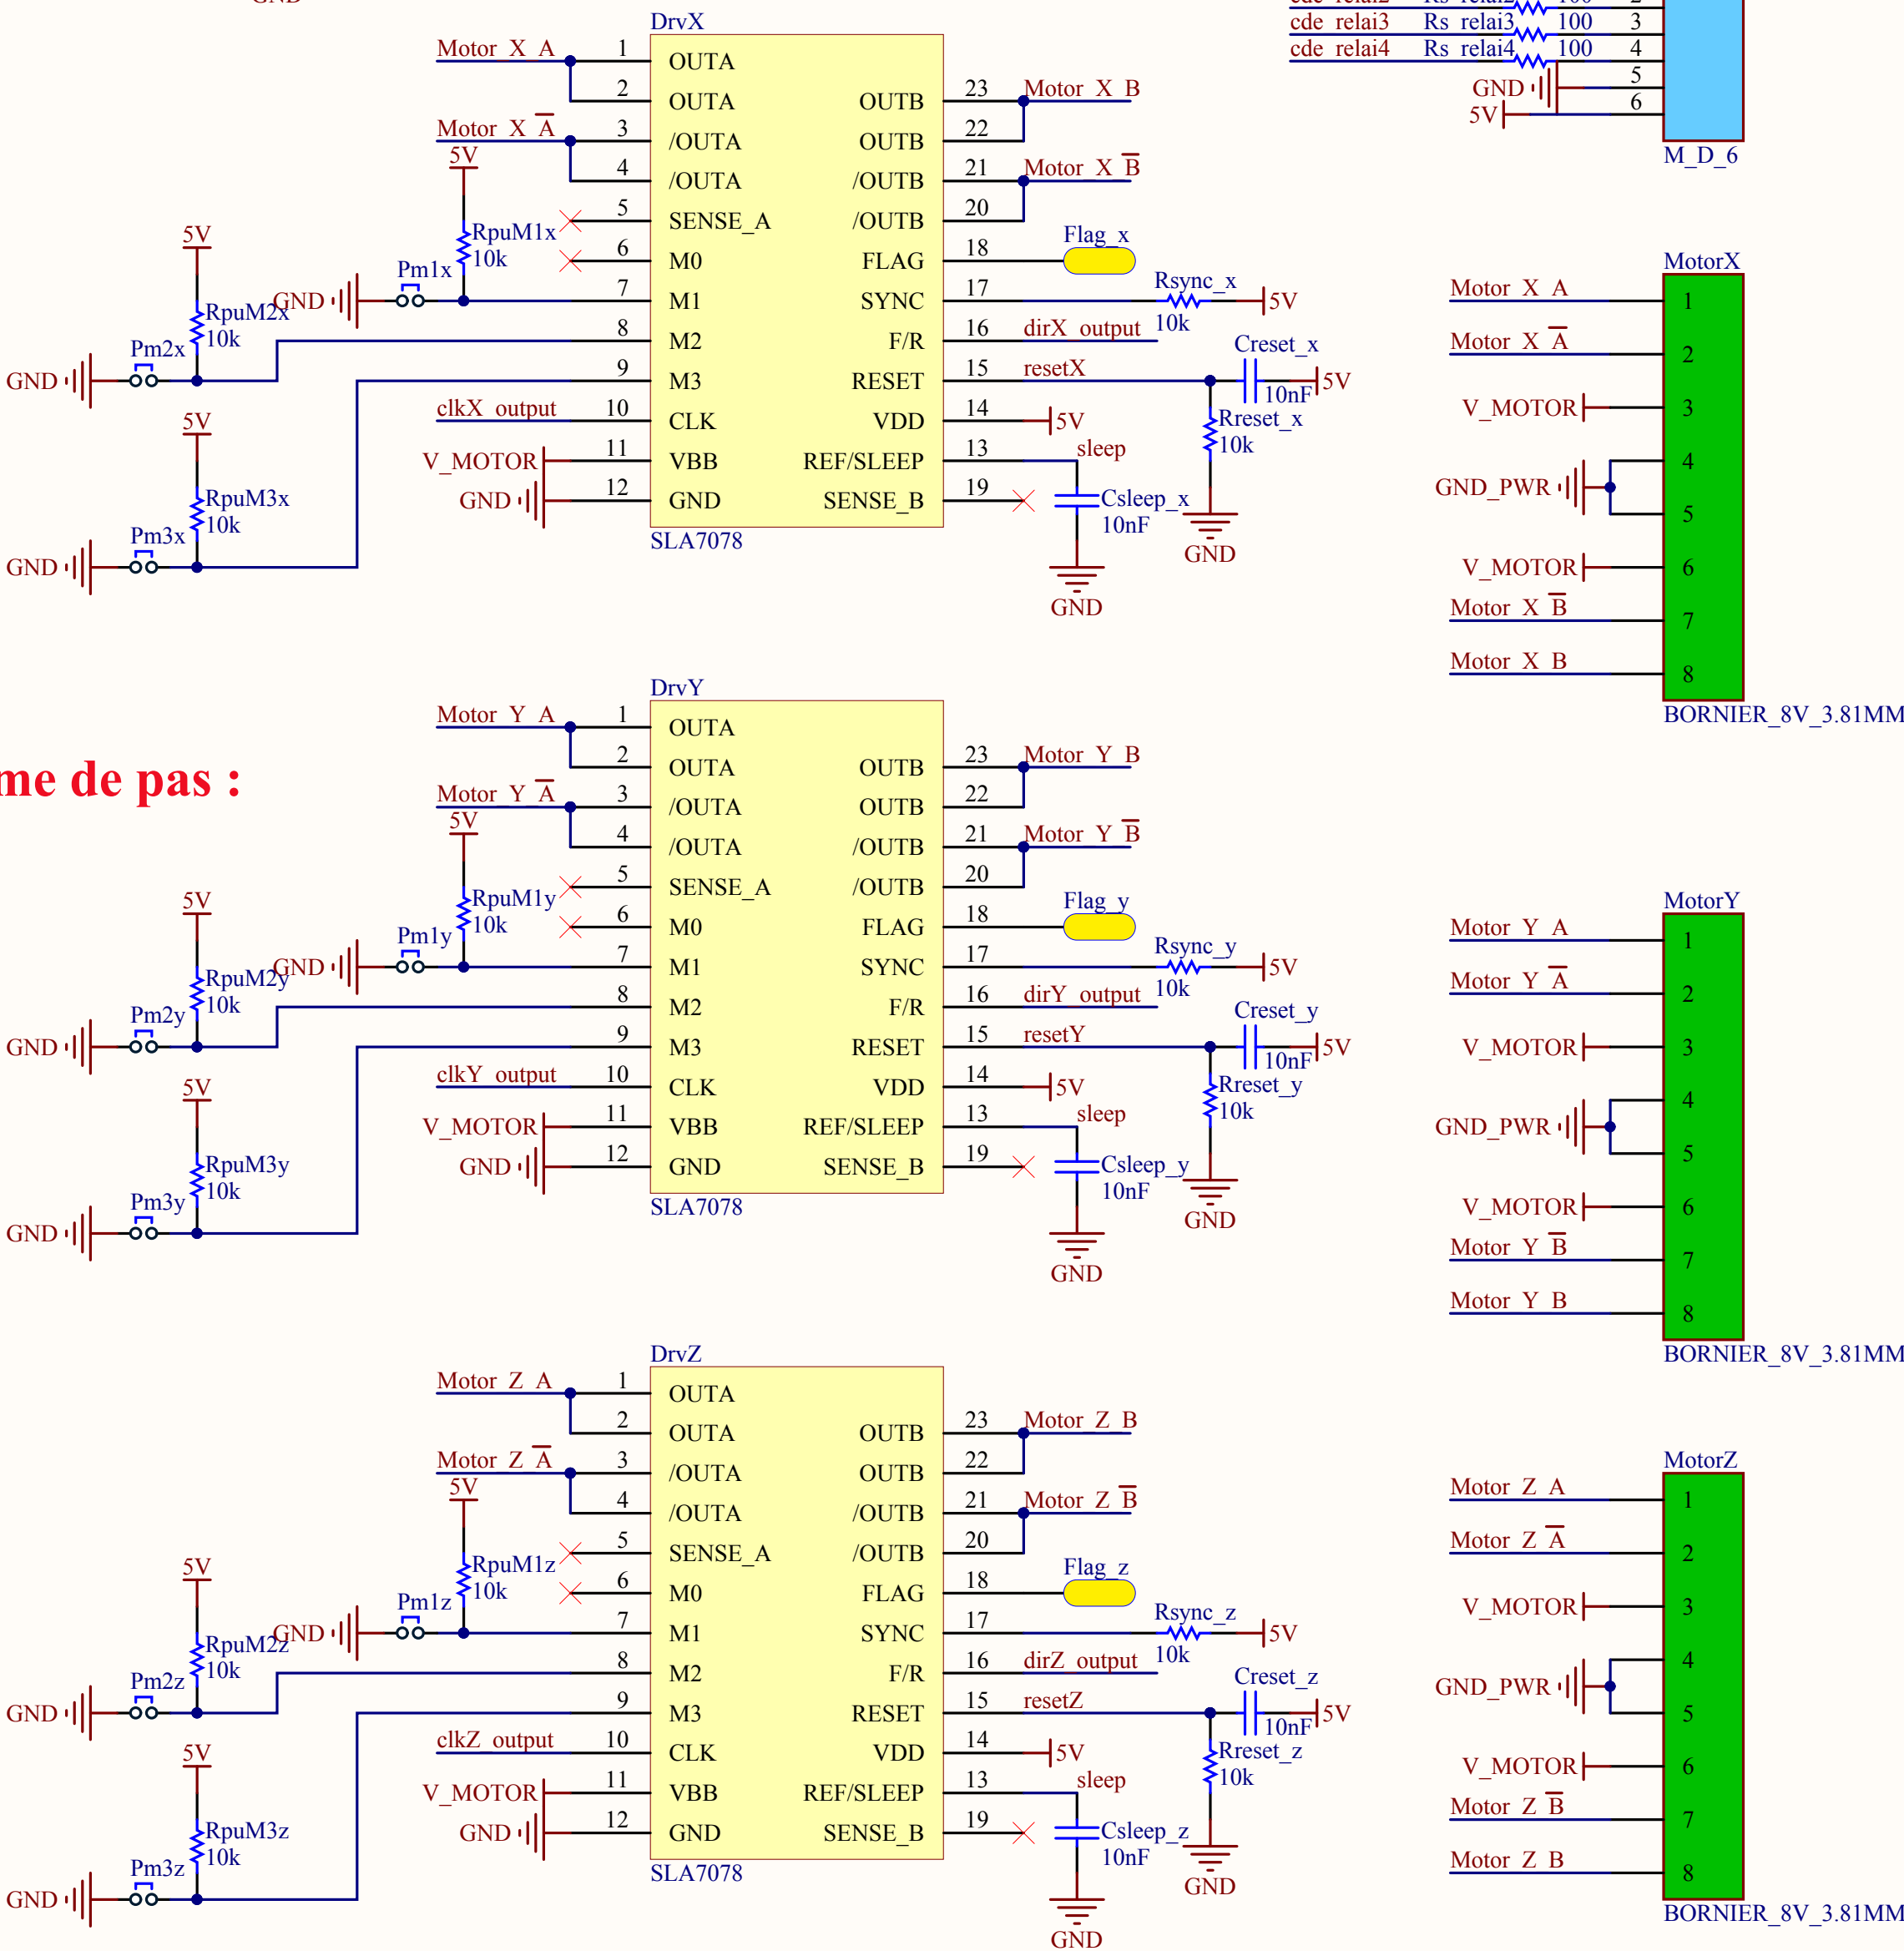 GND
DrvX
Motor_X_A
1
OUTA
2
OUTA
OUTB
23
Motor_X_B
Motor_X_A̅
3
/OUTA
OUTB
22
5V
4
/OUTA
/OUTB
21
Motor_X_B̅
5
SENSE_A
/OUTB
20
RpuM1x
10k
6
M0
FLAG
18
Flag_x
5V
Pm1x
GND
7
M1
SYNC
17
Rsync_x
10k
5V
RpuM2x
10k
8
M2
F/R
16
dirX_output
Pm2x
GND
9
M3
RESET
15
resetX
Creset_x
10nF
5V
clkX_output
10
CLK
VDD
14
5V
Rreset_x
10k
5V
V_MOTOR
11
VBB
REF/SLEEP
13
sleep
RpuM3x
10k
GND
12
GND
SENSE_B
19
Csleep_x
10nF
GND
Pm3x
GND
SLA7078
GND
cde_relai2
Rs_relai2
100
2
cde_relai3
Rs_relai3
100
3
cde_relai4
Rs_relai4
100
4
GND
5
5V
6
M_D_6
MotorX
Motor_X_A
1
Motor_X_A̅
2
V_MOTOR
3
GND_PWR
4
5
V_MOTOR
6
Motor_X_B̅
7
Motor_X_B
8
BORNIER_8V_3.81MM
me de pas :
DrvY
Motor_Y_A
1
OUTA
2
OUTA
OUTB
23
Motor_Y_B
Motor_Y_A̅
3
/OUTA
OUTB
22
5V
4
/OUTA
/OUTB
21
Motor_Y_B̅
5
SENSE_A
/OUTB
20
RpuM1y
10k
6
M0
FLAG
18
Flag_y
5V
Pm1y
GND
7
M1
SYNC
17
Rsync_y
10k
5V
RpuM2y
10k
8
M2
F/R
16
dirY_output
Pm2y
GND
9
M3
RESET
15
resetY
Creset_y
10nF
5V
clkY_output
10
CLK
VDD
14
5V
Rreset_y
10k
5V
V_MOTOR
11
VBB
REF/SLEEP
13
sleep
RpuM3y
10k
GND
12
GND
SENSE_B
19
Csleep_y
10nF
GND
Pm3y
GND
SLA7078
GND
MotorY
Motor_Y_A
1
Motor_Y_A̅
2
V_MOTOR
3
GND_PWR
4
5
V_MOTOR
6
Motor_Y_B̅
7
Motor_Y_B
8
BORNIER_8V_3.81MM
DrvZ
Motor_Z_A
1
OUTA
2
OUTA
OUTB
23
Motor_Z_B
Motor_Z_A̅
3
/OUTA
OUTB
22
5V
4
/OUTA
/OUTB
21
Motor_Z_B̅
5
SENSE_A
/OUTB
20
RpuM1z
10k
6
M0
FLAG
18
Flag_z
5V
Pm1z
GND
7
M1
SYNC
17
Rsync_z
10k
5V
RpuM2z
10k
8
M2
F/R
16
dirZ_output
Pm2z
GND
9
M3
RESET
15
resetZ
Creset_z
10nF
5V
clkZ_output
10
CLK
VDD
14
5V
Rreset_z
10k
5V
V_MOTOR
11
VBB
REF/SLEEP
13
sleep
RpuM3z
10k
GND
12
GND
SENSE_B
19
Csleep_z
10nF
GND
Pm3z
GND
SLA7078
GND
MotorZ
Motor_Z_A
1
Motor_Z_A̅
2
V_MOTOR
3
GND_PWR
4
5
V_MOTOR
6
Motor_Z_B̅
7
Motor_Z_B
8
BORNIER_8V_3.81MM